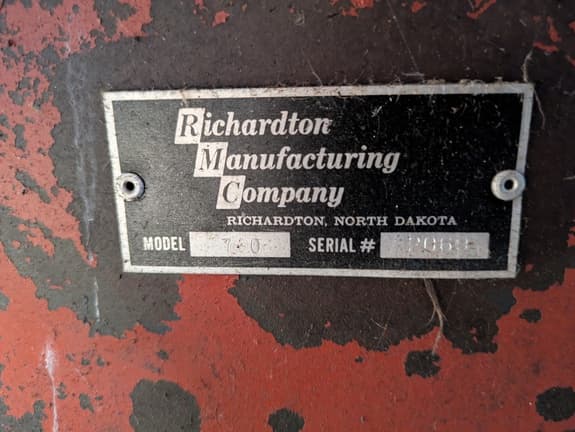 Richardton
Manufacturing
Company
RICHARDTON, NORTH DAKOTA
MODEL SERIAL #